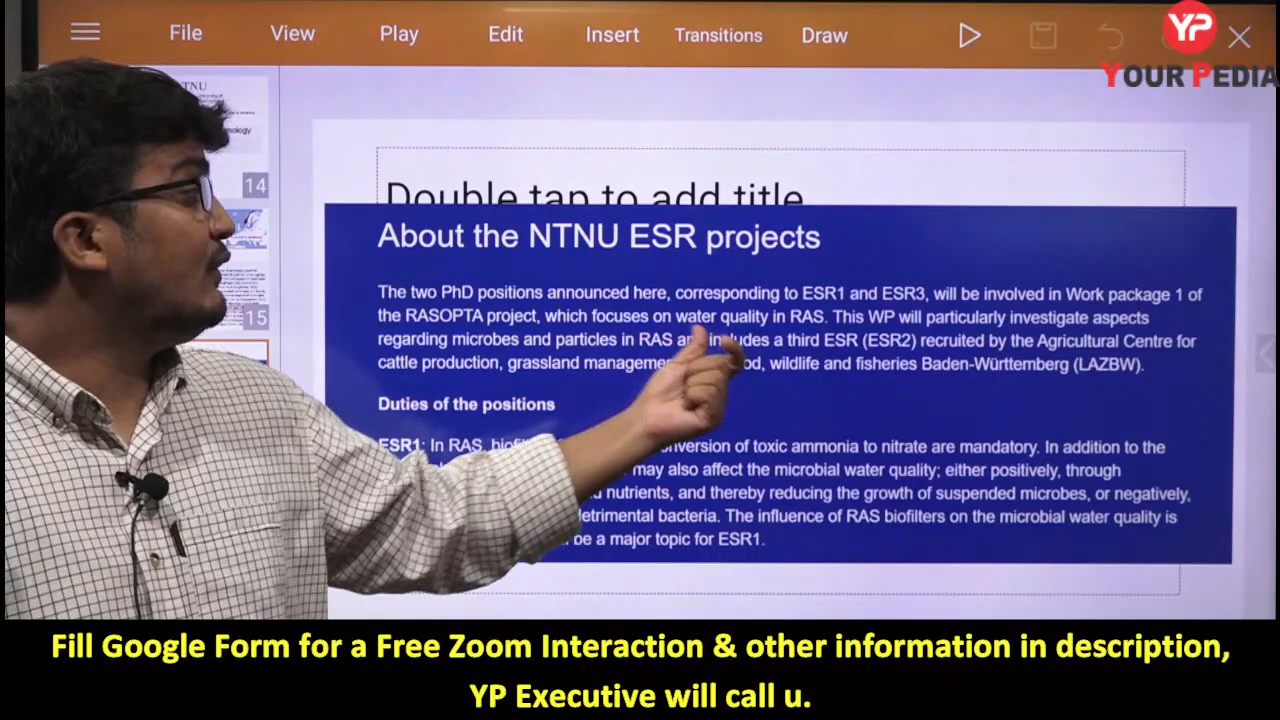 File View Play Edit Insert Transitions Draw
YP
YOUR PEDIA
NTNU
14
15
Double tap to add title
About the NTNU ESR projects
The two PhD positions announced here, corresponding to ESR1 and ESR3, will be involved in Work package 1 of
the RASOPTA project, which focuses on water quality in RAS. This WP will particularly investigate aspects
regarding microbes and particles in RAS and includes a third ESR (ESR2) recruited by the Agricultural Centre for
cattle production, grassland management, wildlife and fisheries Baden-Württemberg (LAZBW).
Duties of the positions
ESR1: In RAS, conversion of toxic ammonia to nitrate are mandatory. In addition to the
may also affect the microbial water quality; either positively, through
nutrients, and thereby reducing the growth of suspended microbes, or negatively,
detrimental bacteria. The influence of RAS biofilters on the microbial water quality is
be a major topic for ESR1.
Fill Google Form for a Free Zoom Interaction & other information in description,
YP Executive will call u.